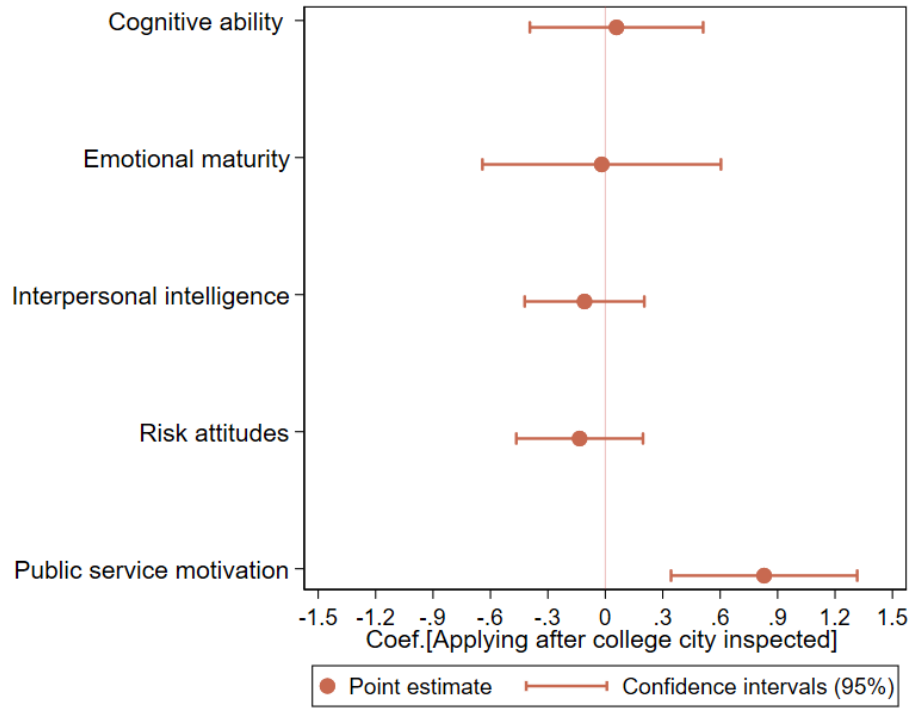 Cognitive ability
Emotional maturity
Interpersonal intelligence
Risk attitudes
Public service motivation
-1.5 -1.2 -.9 -.6 -.3 0 .3 .6 .9 1.2 1.5
Coef.[Applying after college city inspected]
Point estimate Confidence intervals (95%)